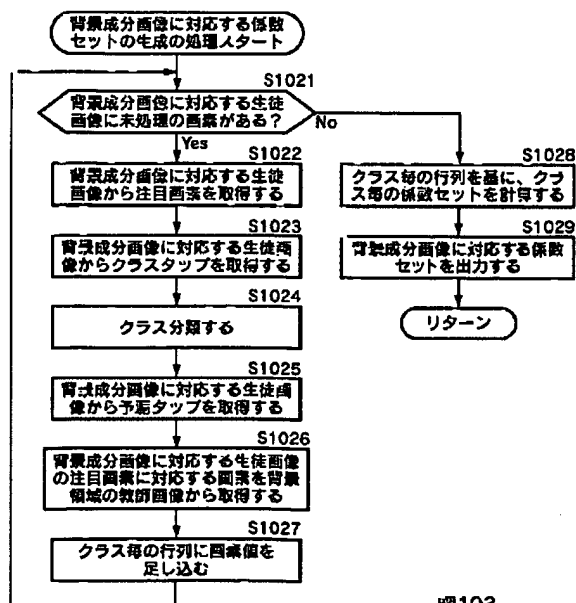 背景成分画像に対応する係数
セットの生成の処理スタート
S1021
背景成分画像に対応する生徒
画像に未処理の画素がある?
No
Yes
S1022
背景成分画像に対応する生徒
画像から注目画素を取得する
S1023
背景成分画像に対応する生徒画
像からクラスタップを取得する
S1024
クラス分類する
S1025
背景成分画像に対応する生徒画
像から予測タップを取得する
S1026
背景成分画像に対応する生徒画像
の注目画素に対応する画素を背景
領域の教師画像から取得する
S1027
クラス毎の行列に画素値を
足し込む
S1028
クラス毎の行列を基に、クラ
ス毎の係数セットを計算する
S1029
背景成分画像に対応する係数
セットを出力する
リターン
103